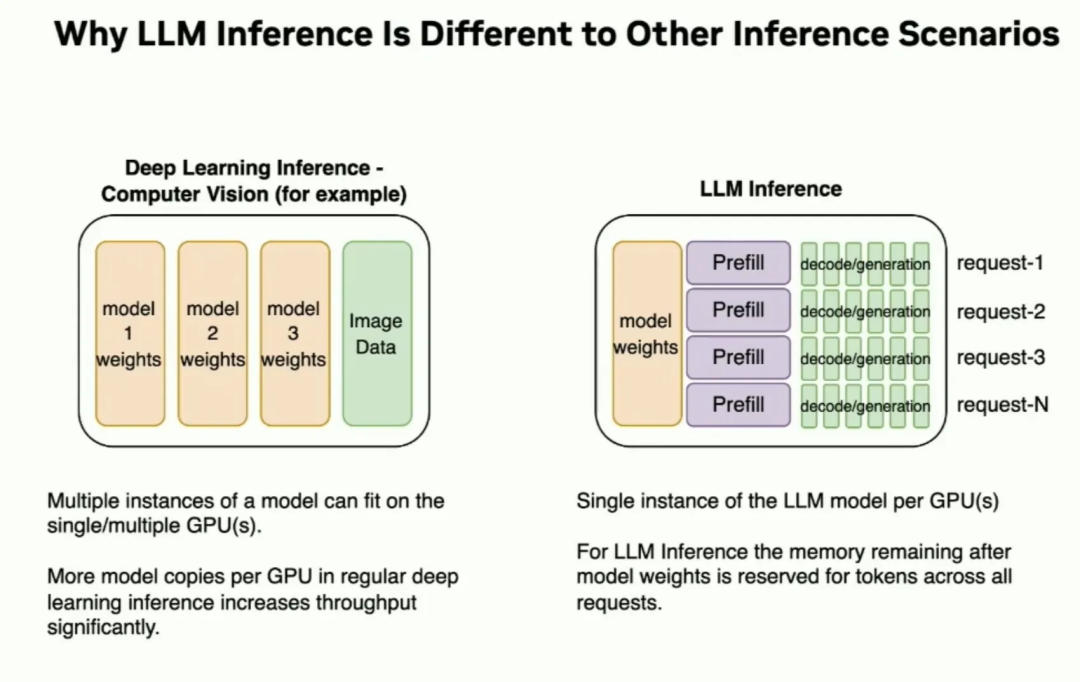 Why LLM Inference Is Different to Other Inference Scenarios
Deep Learning Inference -
Computer Vision (for example)
model
1
weights
model
2
weights
model
3
weights
Image
Data
Multiple instances of a model can fit on the
single/multiple GPU(s).
More model copies per GPU in regular deep
learning inference increases throughput
significantly.
LLM Inference
model
weights
Prefill
decode/generation
request-1
Prefill
decode/generation
request-2
Prefill
decode/generation
request-3
Prefill
decode/generation
request-N
Single instance of the LLM model per GPU(s)
For LLM Inference the memory remaining after
model weights is reserved for tokens across all
requests.